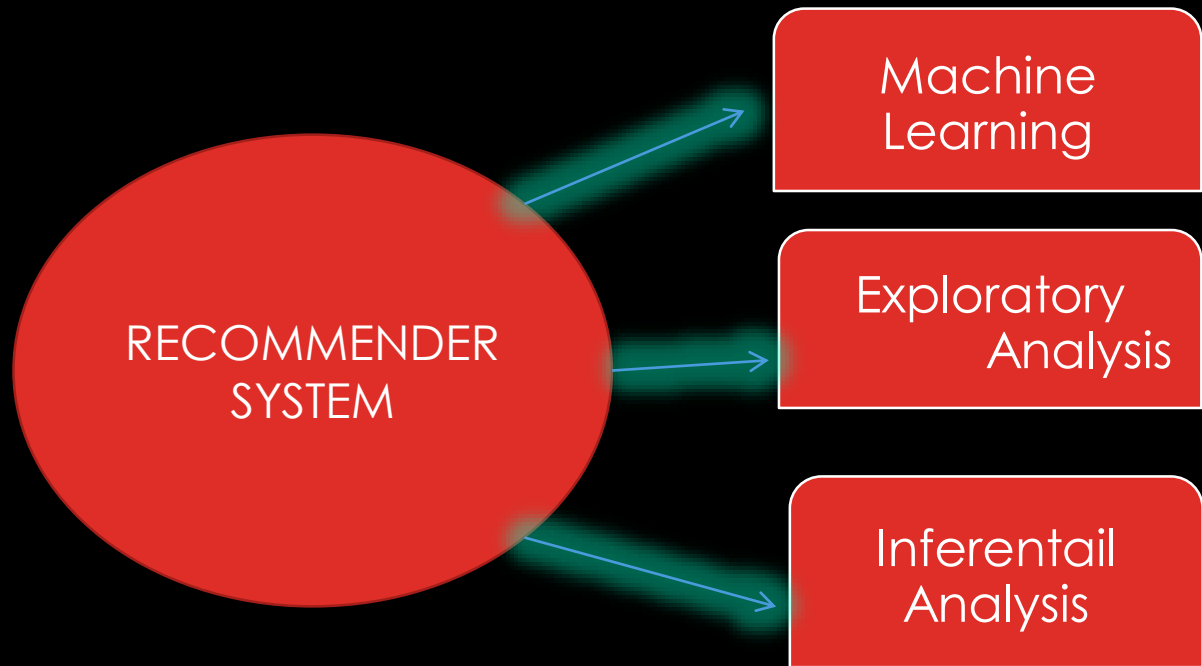 RECOMMENDER
SYSTEM
Machine
Learning
Exploratory
Analysis
Inferentail
Analysis